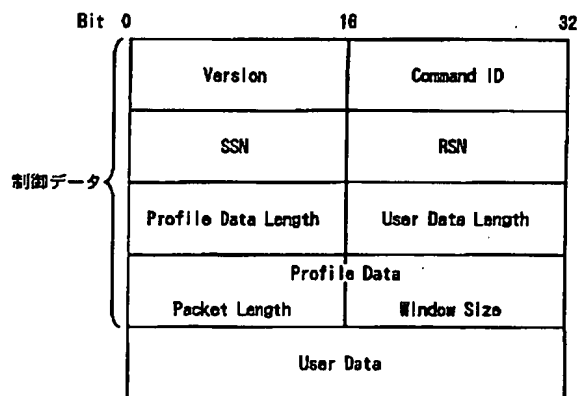 Bit 0 16 32
Version Command ID
SSN RSN
制御データ
Profile Data Length User Data Length
Profile Data
Packet Length Window Size
User Data